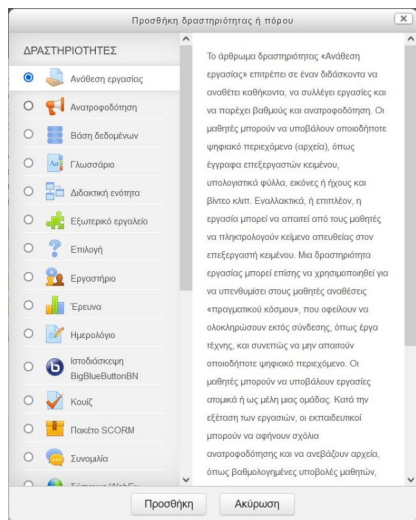 Προσθήκη δραστηριότητας ή πόρου
ΔΡΑΣΤΗΡΙΟΤΗΤΕΣ
Ανάθεση εργασίας
Ανατροφοδότηση
Βάση δεδομένων
Γλωσσάριο
Διδακτική ενότητα
Εξωτερικό εργαλείο
Επιλογή
Εργαστήριο
Έρευνα
Ημερολόγιο
Ιστοδιάσκεψη
BigBlueButtonBN
Κουίζ
Πακέτο SCORM
Συνομιλία
Το άρθρωμα δραστηριότητας «Ανάθεση
εργασίας» επιτρέπει σε έναν διδάσκοντα να
αναθέτει καθήκοντα, να συλλέγει εργασίες και
να παρέχει βαθμούς και ανατροφοδότηση. Οι
μαθητές μπορούν να υποβάλουν οποιοδήποτε
ψηφιακό περιεχόμενο (αρχεία), όπως
έγγραφα επεξεργαστών κειμένου,
υπολογιστικά φύλλα, εικόνες ή ήχους και
βίντεο κλιπ. Εναλλακτικά, ή επιπλέον, η
εργασία μπορεί να απαιτεί από τους μαθητές
να πληκτρολογούν κείμενο απευθείας στον
επεξεργαστή κειμένου. Μια δραστηριότητα
εργασίας μπορεί επίσης να χρησιμοποιηθεί για
να υπενθυμίσει στους μαθητές αναθέσεις
«πραγματικού κόσμου», που οφείλουν να
ολοκληρώσουν εκτός σύνδεσης, όπως έργα
τέχνης, και συνεπώς να μην απαιτούν
οποιοδήποτε ψηφιακό περιεχόμενο. Οι
μαθητές μπορούν να υποβάλουν εργασίες
ατομικά ή ως μέλη μιας ομάδας. Κατά την
εξέταση των εργασιών, οι εκπαιδευτικοί
μπορούν να αφήνουν σχόλια
ανατροφοδότησης και να ανεβάζουν αρχεία,
όπως βαθμολογημένες υποβολές μαθητών,
Προσθήκη
Ακύρωση